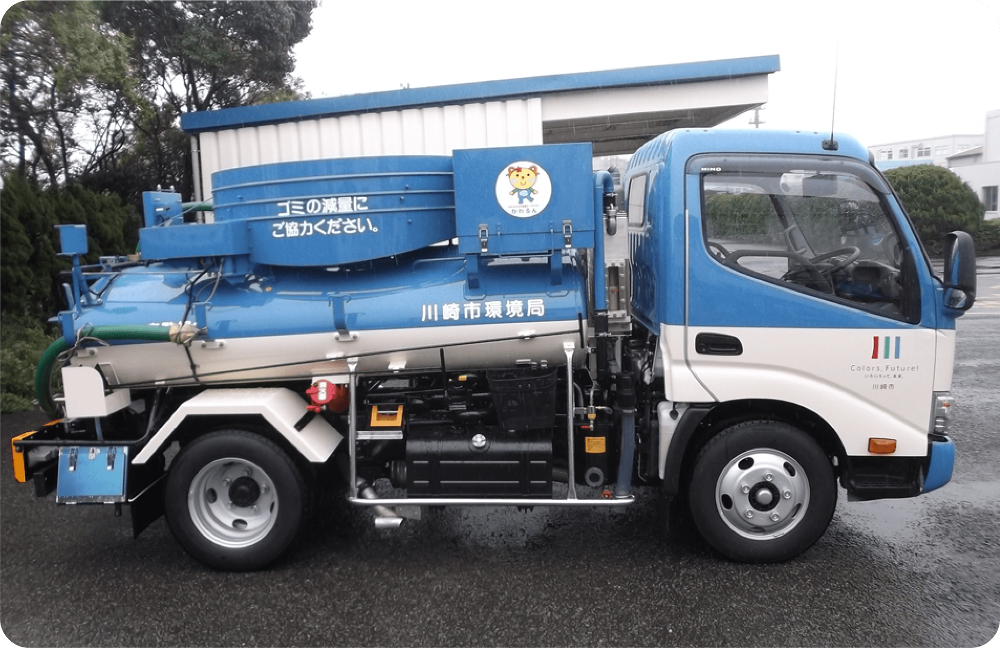 HINO
ゴミの減量に
ご協力ください。
かわるん
川崎市環境局
Colors, Future!
いろいろって、未来。
川崎市